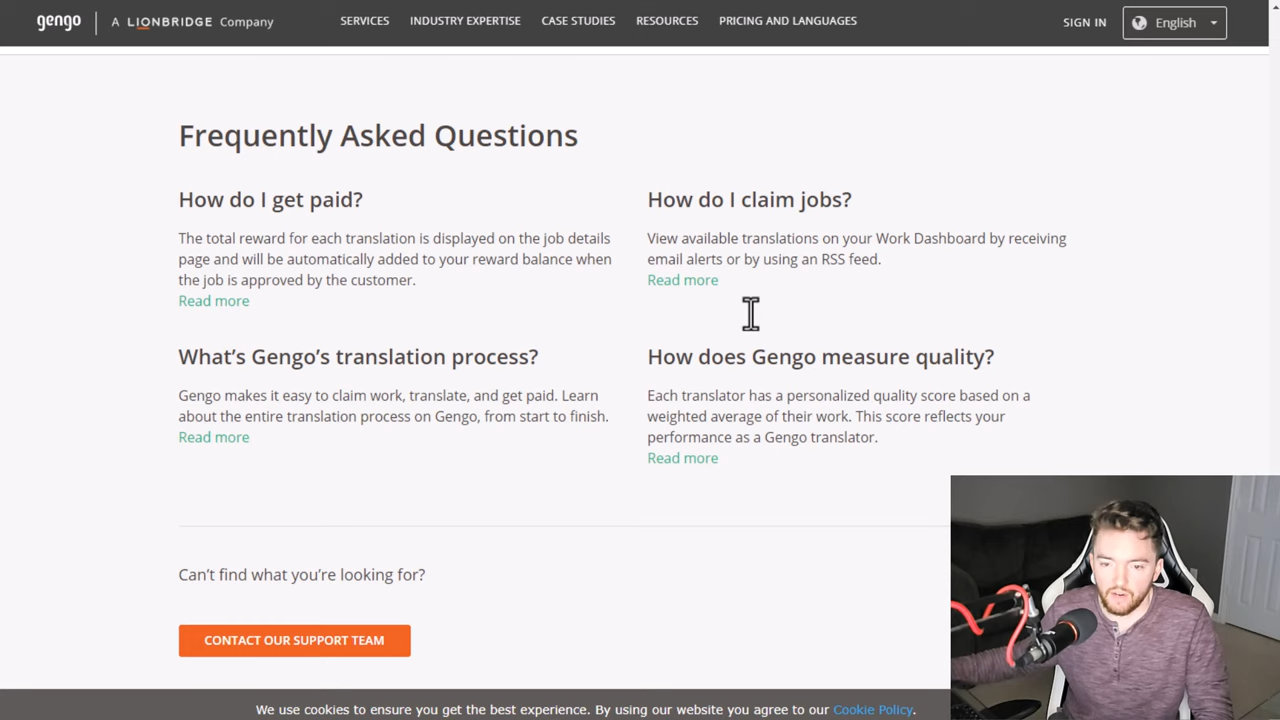 gengo A LIONBRIDGE Company SERVICES INDUSTRY EXPERTISE CASE STUDIES RESOURCES PRICING AND LANGUAGES SIGN IN English
Frequently Asked Questions
How do I get paid?
The total reward for each translation is displayed on the job details
page and will be automatically added to your reward balance when
the job is approved by the customer.
Read more
How do I claim jobs?
View available translations on your Work Dashboard by receiving
email alerts or by using an RSS feed.
Read more
What’s Gengo’s translation process?
Gengo makes it easy to claim work, translate, and get paid. Learn
about the entire translation process on Gengo, from start to finish.
Read more
How does Gengo measure quality?
Each translator has a personalized quality score based on a
weighted average of their work. This score reflects your
performance as a Gengo translator.
Read more
Can’t find what you’re looking for?
CONTACT OUR SUPPORT TEAM
We use cookies to ensure you get the best experience. By using our website you agree to our Cookie Policy.